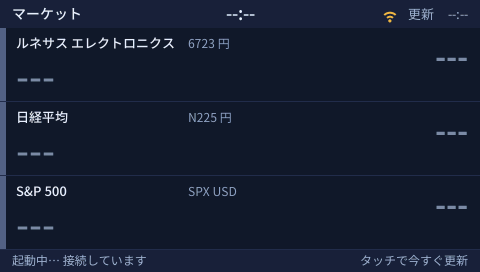 マーケット --:-- 更新 --:--
ルネサス エレクトロニクス 6723 円 ---
---
日経平均 N225 円 ---
---
S&P 500 SPX USD ---
---
起動中… 接続しています タッチで今すぐ更新